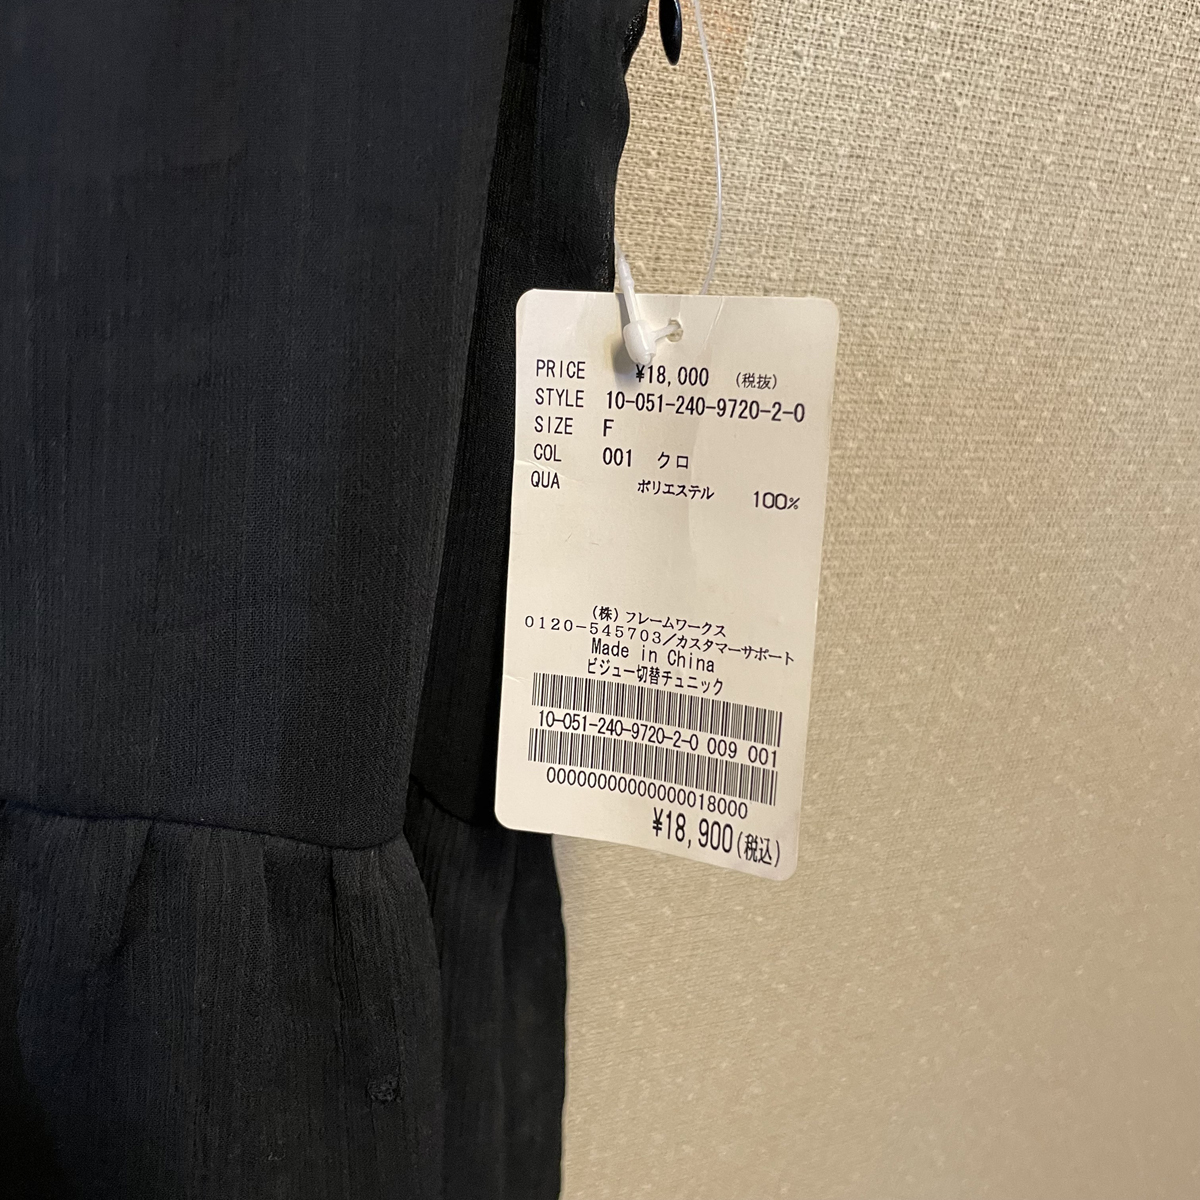 PRICE ¥18,000 (税抜)
STYLE 10-051-240-9720-2-0
SIZE F
COL 001 クロ
QUA ポリエステル 100%
(株)フレームワークス
0120-545703/カスタマーサポート
Made in China
ビジュー切替チュニック
10-051-240-9720-2-0 009 001
0000000000000018000
¥18,900(税込)